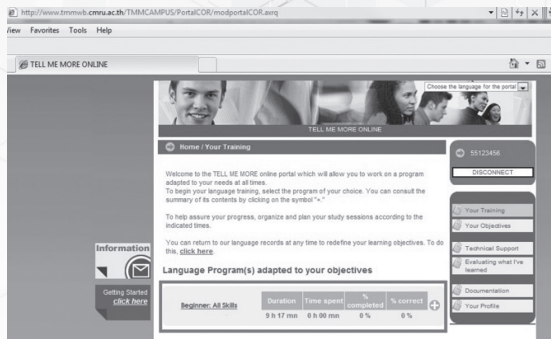 http://www.tmmwb.cmru.ac.th/TMMCAMPUS/PortalCOR/modportalCOR.axrq
View Favorites Tools Help
TELL ME MORE ONLINE
Choose the language for the portal
TELL ME MORE ONLINE
Home / Your Training
Welcome to the TELL ME MORE online portal which will allow you to work on a program
adapted to your needs at all times.
To begin your language training, select the program of your choice. You can consult the
summary of its contents by clicking on the symbol "+."
To help assure your progress, organize and plan your study sessions according to the
indicated times.
You can return to our language records at any time to redefine your learning objectives. To do
this, click here.
Language Program(s) adapted to your objectives
Beginner: All Skills
Duration Time spent % completed % correct
9 h 17 mn 0 h 00 mn 0 % 0 %
Information
Getting Started
click here
55123456
DISCONNECT
Your Training
Your Objectives
Technical Support
Evaluating what I've
learned
Documentation
Your Profile